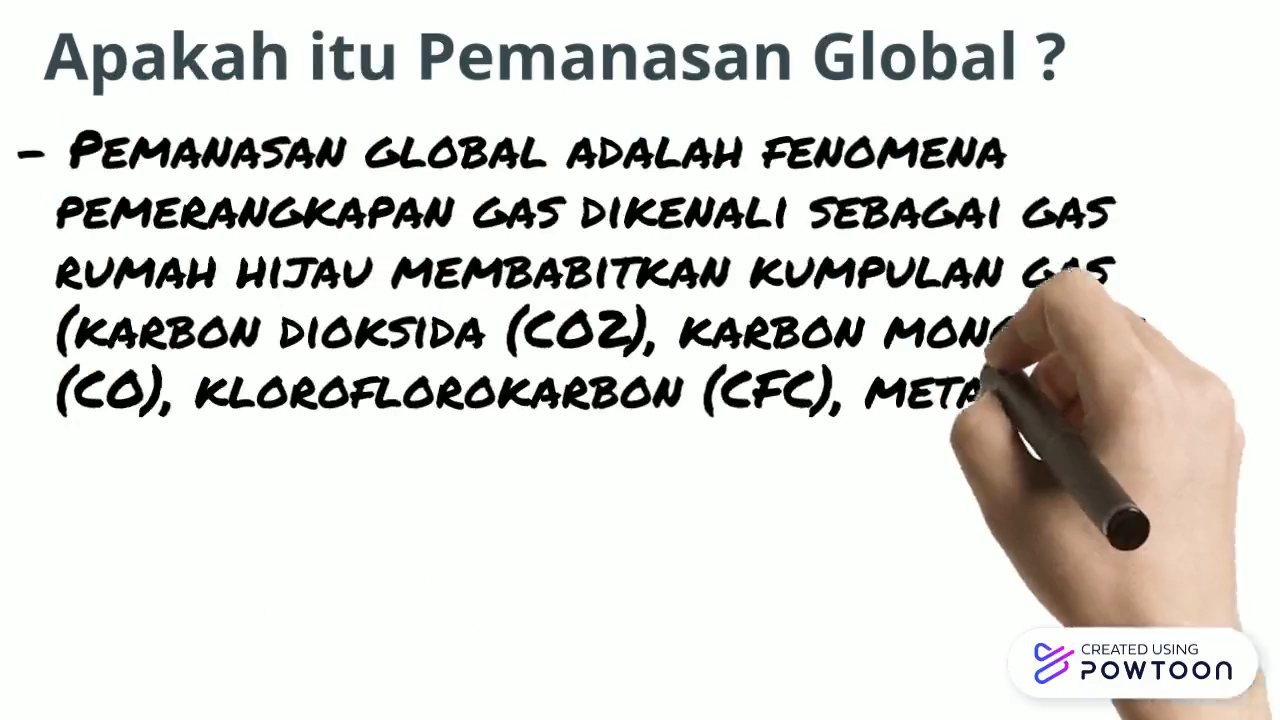 Apakah itu Pemanasan Global ?
- PEMANASAN GLOBAL ADALAH FENOMENA
PEMERANGKAPAN GAS DIKENALI SEBAGAI GAS
RUMAH HIJAU MEMBABITKAN KUMPULAN GAS
(KARBON DIOKSIDA (CO2), KARBON
(CO), KLOROFLOROKARBON (CFC),
CREATED USING
POWTOON